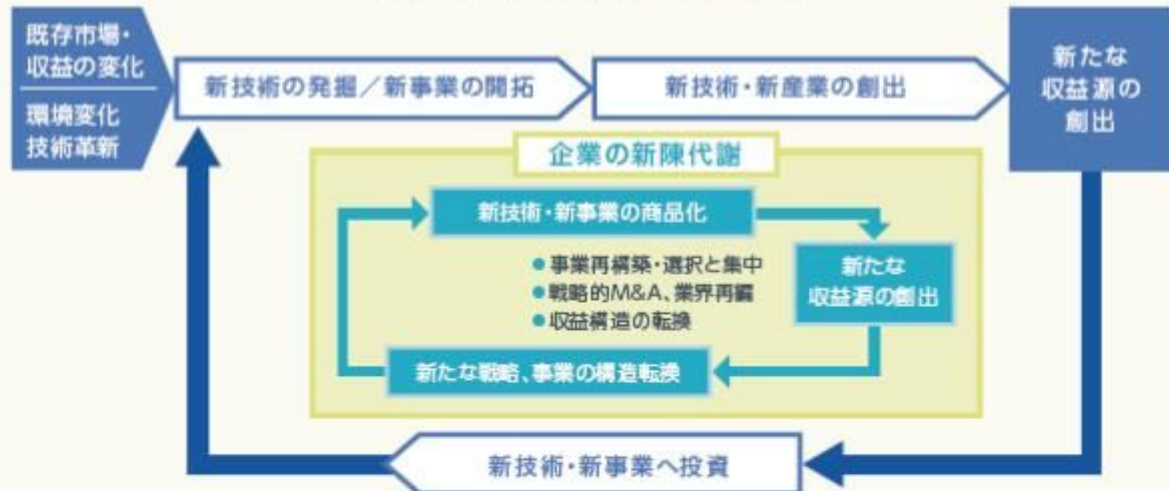 既存市場・
収益の変化
環境変化
技術革新
新技術の発掘／新事業の開拓
新技術・新産業の創出
新たな
収益源の
創出
企業の新陳代謝
新技術・新事業の商品化
●事業再構築・選択と集中
●戦略的M&A、業界再編
●収益構造の転換
新たな
収益源の創出
新たな戦略、事業の構造転換
新技術・新事業へ投資